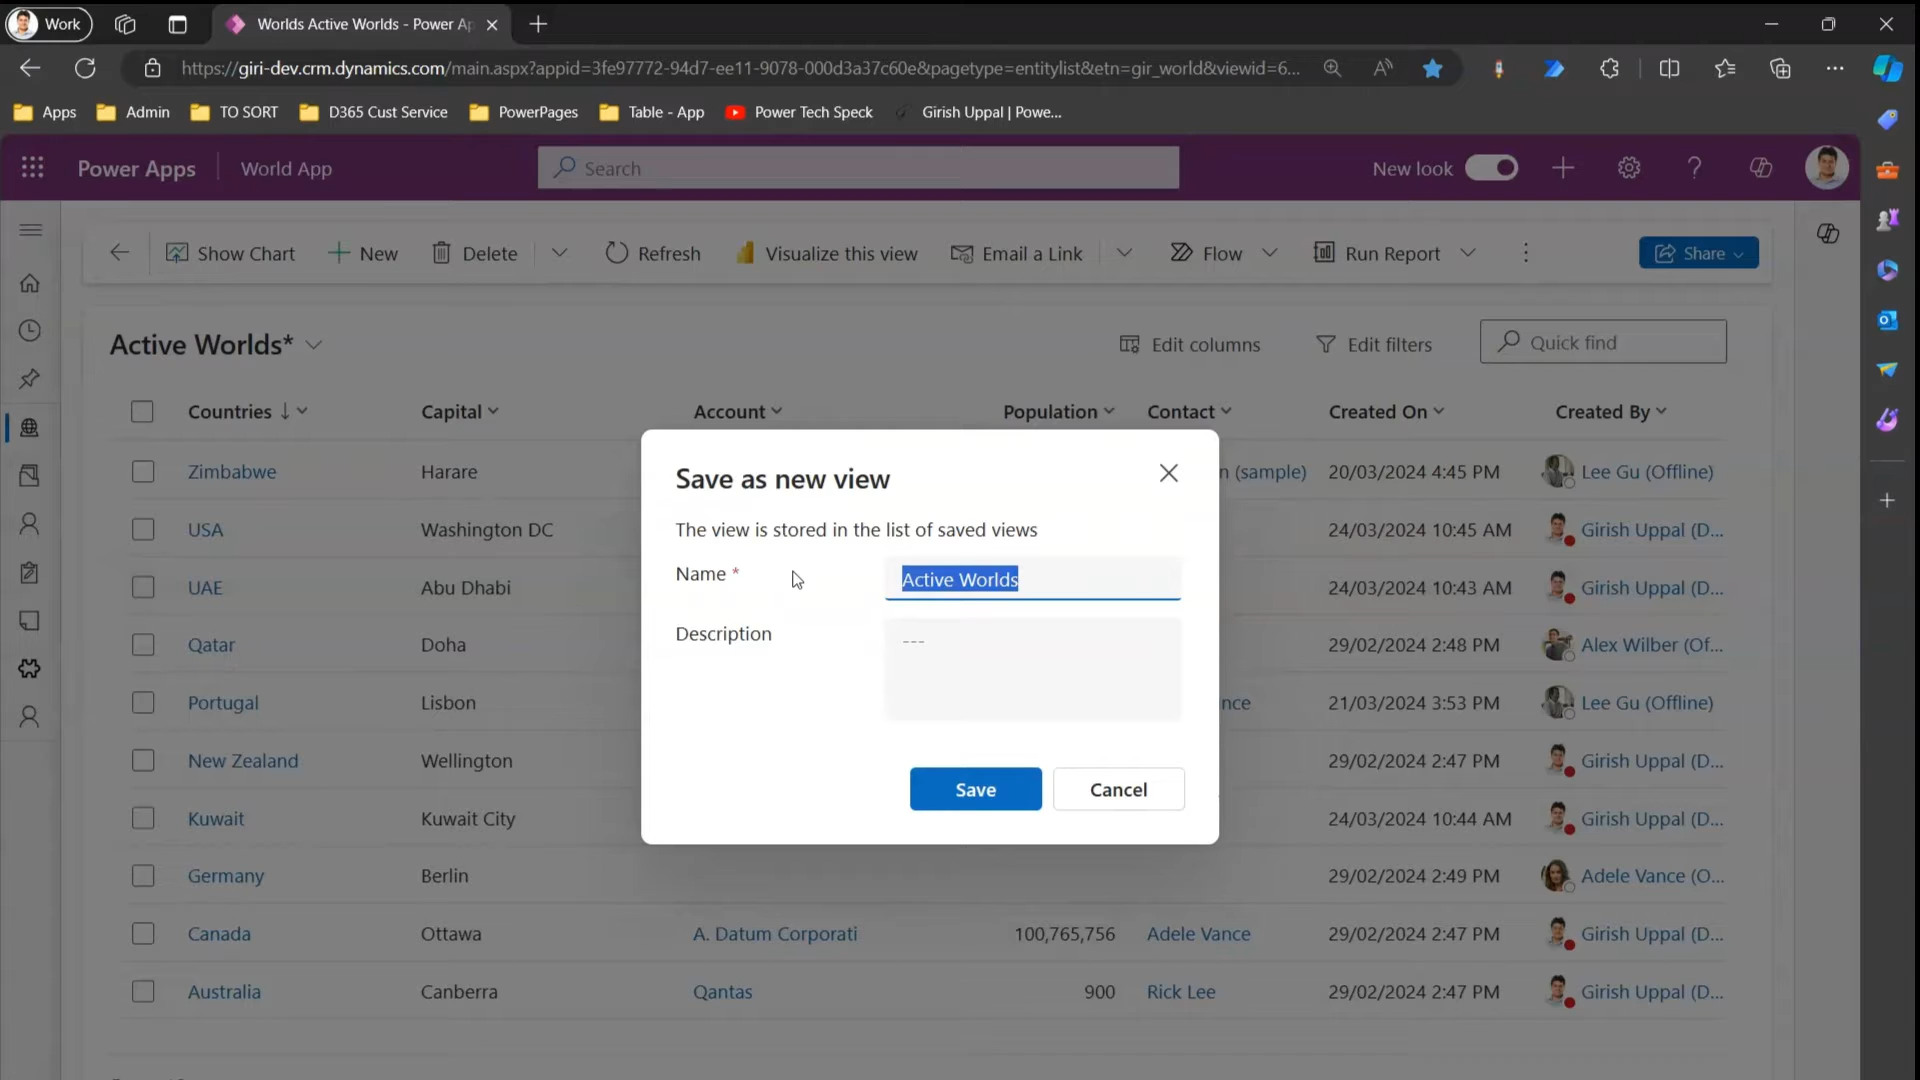 Work
Worlds Active Worlds - Power Ap
https://giri-dev.crm.dynamics.com/main.aspx?appid=3fe97772-94d7-ee11-9078-000d3a37c60e&pagetype=entitylist&etn=gir_world&viewid=6...
Apps Admin TO SORT D365 Cust Service PowerPages Table - App Power Tech Speck Girish Uppal | Powe...
Power Apps World App Search New look
Show Chart New Delete Refresh Visualize this view Email a Link Flow Run Report Share
Active Worlds* Edit columns Edit filters Quick find
Countries Capital Account Population Contact Created On Created By
Zimbabwe Harare n (sample) 20/03/2024 4:45 PM Lee Gu (Offline)
USA Washington DC 24/03/2024 10:45 AM Girish Uppal (D...
UAE Abu Dhabi 24/03/2024 10:43 AM Girish Uppal (D...
Qatar Doha 29/02/2024 2:48 PM Alex Wilber (Of...
Portugal Lisbon nce 21/03/2024 3:53 PM Lee Gu (Offline)
New Zealand Wellington 29/02/2024 2:47 PM Girish Uppal (D...
Kuwait Kuwait City 24/03/2024 10:44 AM Girish Uppal (D...
Germany Berlin 29/02/2024 2:49 PM Adele Vance (O...
Canada Ottawa A. Datum Corporati 100,765,756 Adele Vance 29/02/2024 2:47 PM Girish Uppal (D...
Australia Canberra Qantas 900 Rick Lee 29/02/2024 2:47 PM Girish Uppal (D...
Save as new view
The view is stored in the list of saved views
Name * Active Worlds
Description ---
Save Cancel